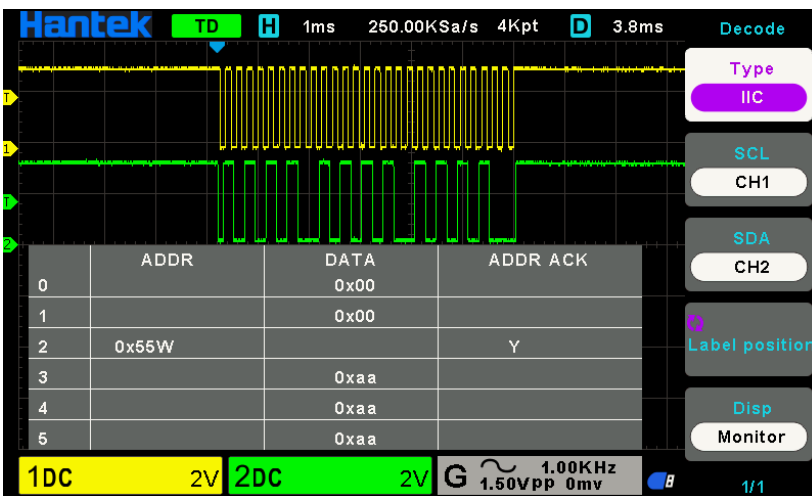 Hantek TD H 1ms 250.00KSa/s 4Kpt D 3.8ms Decode
Type
IIC
SCL
CH1
SDA
CH2
Label position
Disp
Monitor
1/1
T
1
T
2
ADDR DATA ADDR ACK
0 0x00
1 0x00
2 0x55W Y
3 0xaa
4 0xaa
5 0xaa
1DC 2V 2DC 2V G 1.00KHz
1.50Vpp 0mv